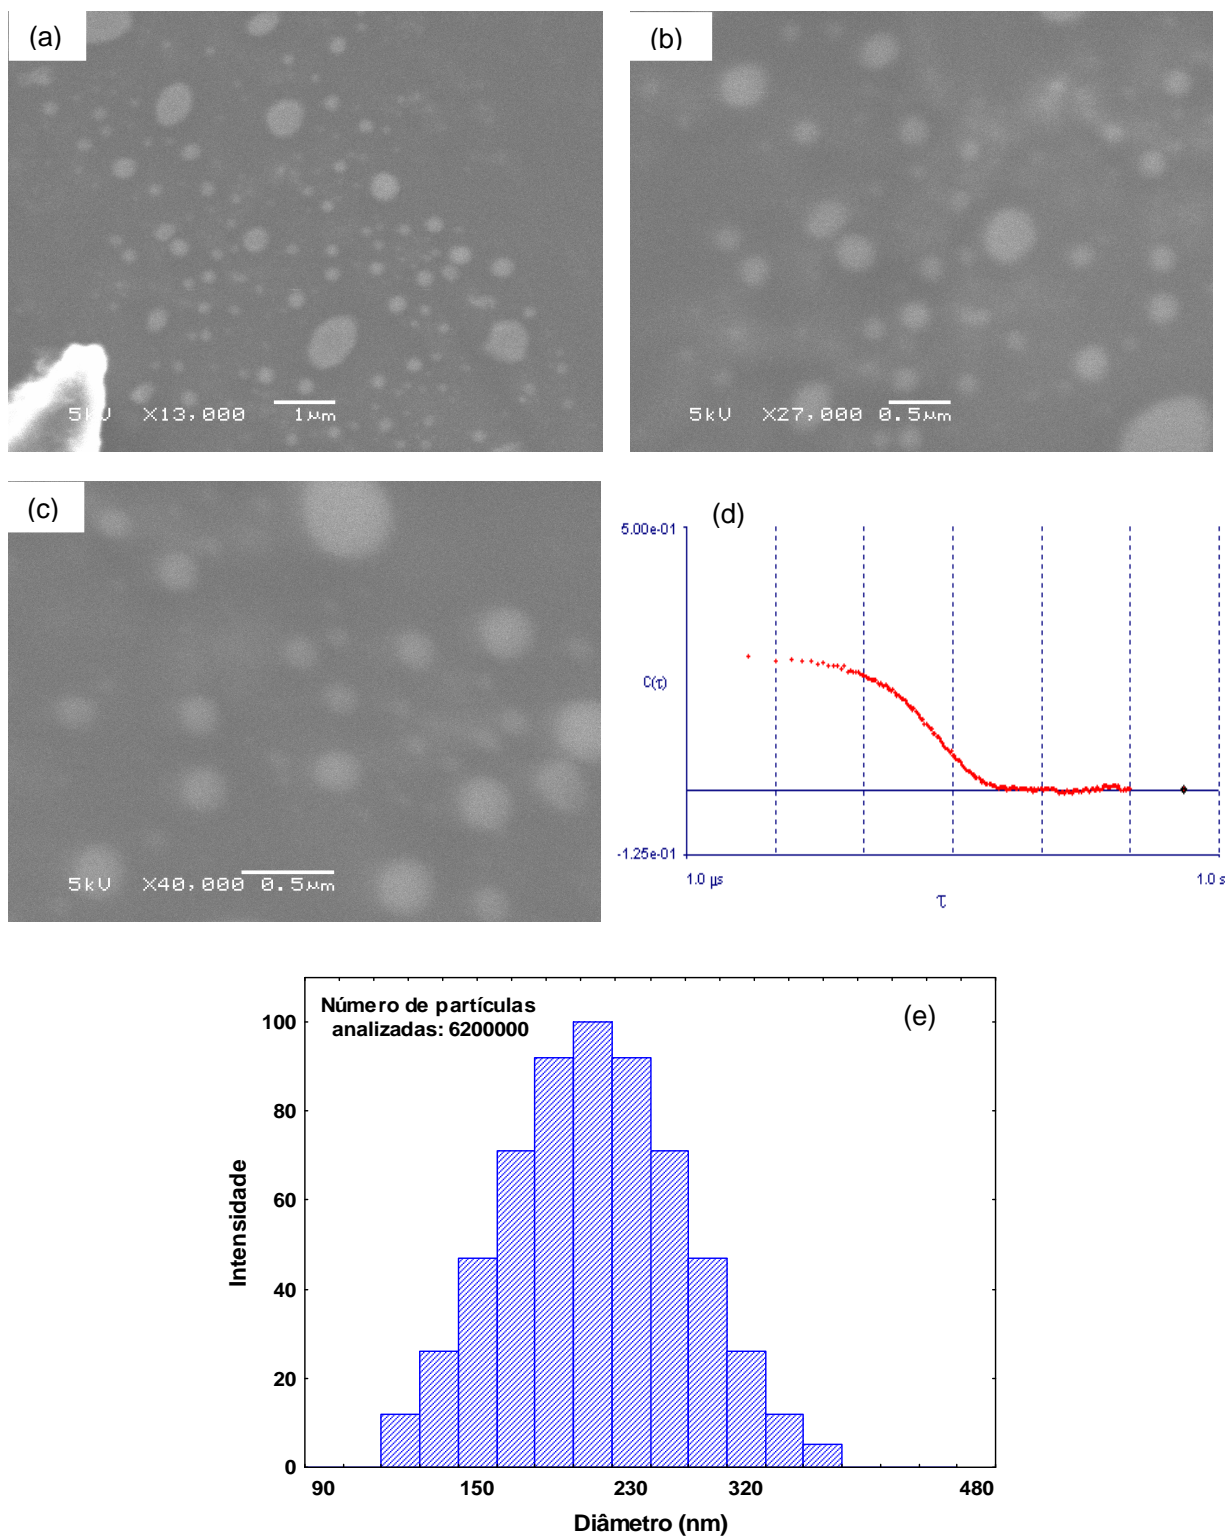 (a)
5kV X13,000 1µm
(b)
5kV X27,000 0.5µm
(c)
5kV X40,000 0.5µm
(d)
5.00e-01
C(τ)
-1.25e-01
1.0 µs
1.0 s
τ
Número de partículas
analizadas: 6200000
(e)
100
80
60
40
20
0
Intensidade
90 150 230 320 480
Diâmetro (nm)